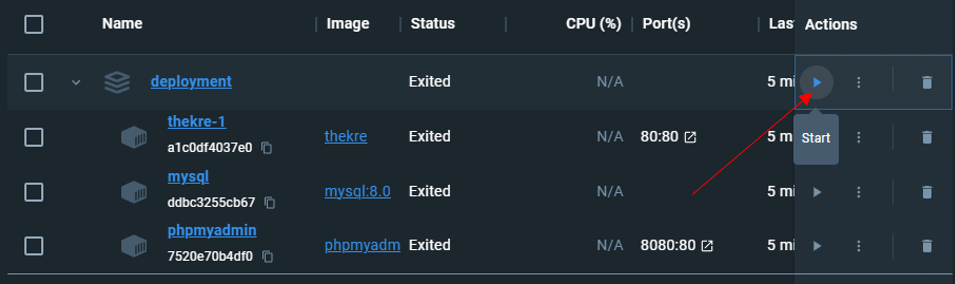 Name Image Status CPU (%) Port(s) Las Actions
deployment Exited N/A 5 mi
Start
thekre-1
a1c0df4037e0 thekre Exited N/A 80:80 5 m
mysql
ddbc3255cb67 mysql:8.0 Exited N/A 5 mi
phpmyadmin
7520e70b4df0 phpmyadm Exited N/A 8080:80 5 mi